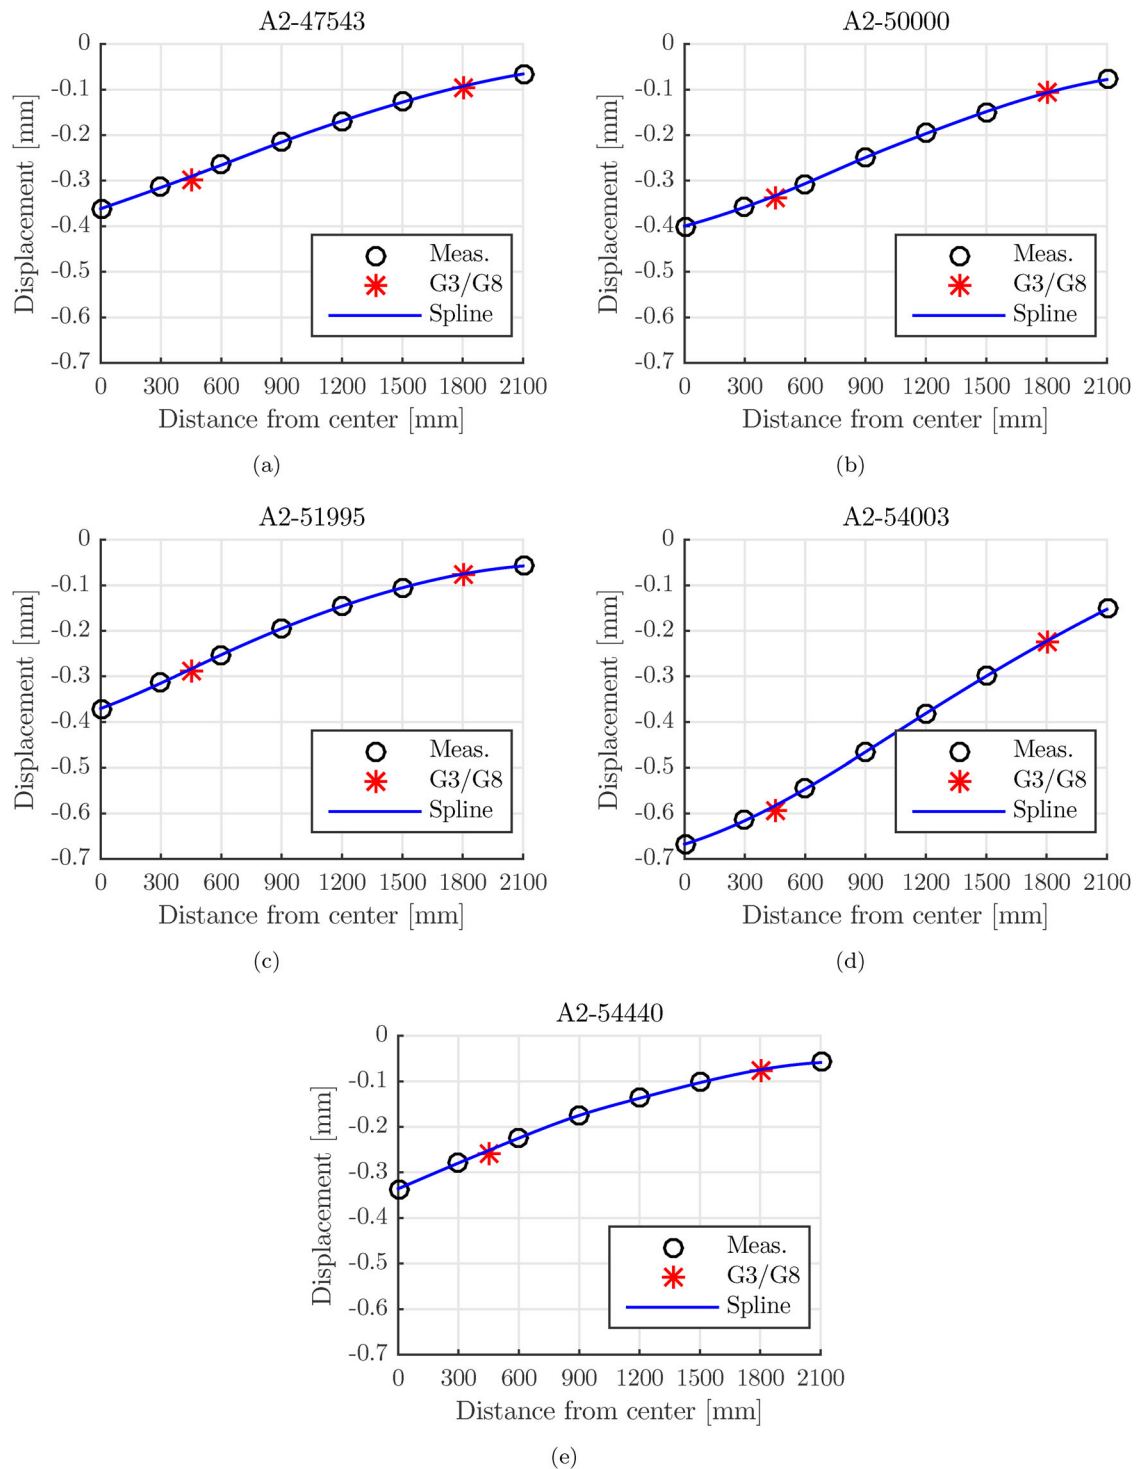 A2-47543
0
-0.1
-0.2
-0.3
-0.4
-0.5
-0.6
-0.7
Displacement [mm]
Meas.
G3/G8
Spline
0 300 600 900 1200 1500 1800 2100
Distance from center [mm]
(a)
A2-50000
0
-0.1
-0.2
-0.3
-0.4
-0.5
-0.6
-0.7
Displacement [mm]
Meas.
G3/G8
Spline
0 300 600 900 1200 1500 1800 2100
Distance from center [mm]
(b)
A2-51995
0
-0.1
-0.2
-0.3
-0.4
-0.5
-0.6
-0.7
Displacement [mm]
Meas.
G3/G8
Spline
0 300 600 900 1200 1500 1800 2100
Distance from center [mm]
(c)
A2-54003
0
-0.1
-0.2
-0.3
-0.4
-0.5
-0.6
-0.7
Displacement [mm]
Meas.
G3/G8
Spline
0 300 600 900 1200 1500 1800 2100
Distance from center [mm]
(d)
A2-54440
0
-0.1
-0.2
-0.3
-0.4
-0.5
-0.6
-0.7
Displacement [mm]
Meas.
G3/G8
Spline
0 300 600 900 1200 1500 1800 2100
Distance from center [mm]
(e)